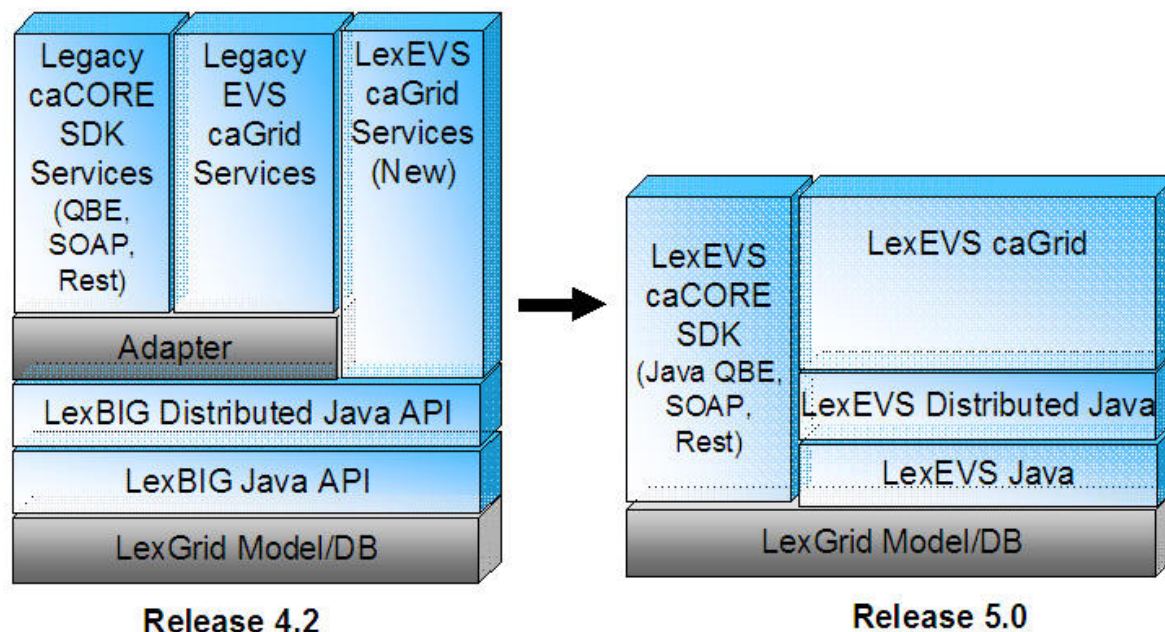 Legacy
caCORE
SDK
Services
(QBE,
SOAP,
Rest)
Legacy
EVS
caGrid
Services
LexEVS
caGrid
Services
(New)
Adapter
LexBIG Distributed Java API
LexBIG Java API
LexGrid Model/DB
Release 4.2
LexEVS
caCORE
SDK
(Java QBE,
SOAP,
Rest)
LexEVS caGrid
LexEVS Distributed Java
LexEVS Java
LexGrid Model/DB
Release 5.0